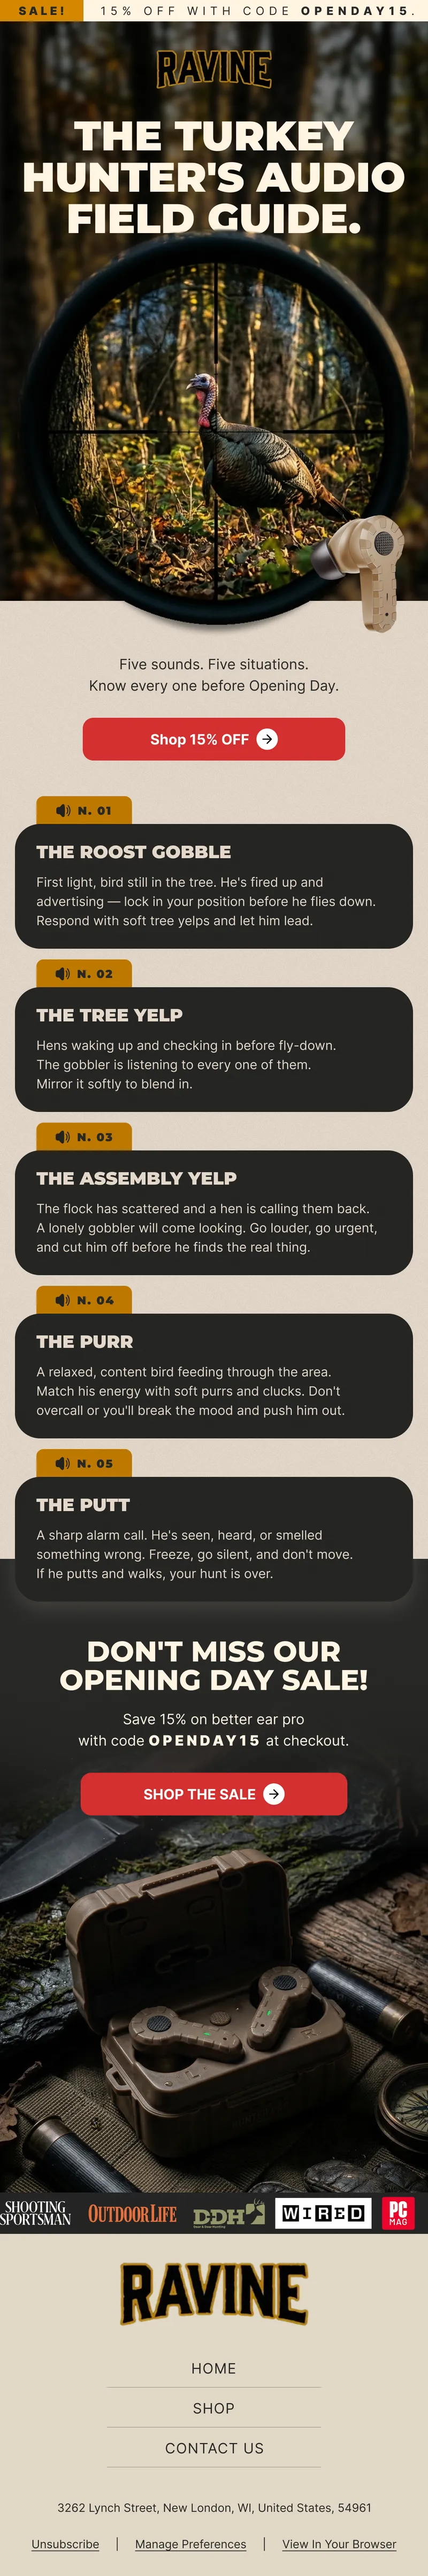 SALE! 15% OFF WITH CODE OPENDAY15.
RAVINE
THE TURKEY
HUNTER'S AUDIO
FIELD GUIDE.
Five sounds. Five situations.
Know every one before Opening Day.
Shop 15% OFF
N. 01
THE ROOST GOBBLE
First light, bird still in the tree. He's fired up and
advertising — lock in your position before he flies down.
Respond with soft tree yelps and let him lead.
N. 02
THE TREE YELP
Hens waking up and checking in before fly-down.
The gobbler is listening to every one of them.
Mirror it softly to blend in.
N. 03
THE ASSEMBLY YELP
The flock has scattered and a hen is calling them back.
A lonely gobbler will come looking. Go louder, go urgent,
and cut him off before he finds the real thing.
N. 04
THE PURR
A relaxed, content bird feeding through the area.
Match his energy with soft purrs and clucks. Don't
overcall or you'll break the mood and push him out.
N. 05
THE PUTT
A sharp alarm call. He's seen, heard, or smelled
something wrong. Freeze, go silent, and don't move.
If he putts and walks, your hunt is over.
DON'T MISS OUR
OPENING DAY SALE!
Save 15% on better ear pro
with code OPENDAY15 at checkout.
SHOP THE SALE
SHOOTING
SPORTSMAN
OUTDOOR LIFE
DDH
WIRED
PC
MAG
RAVINE
HOME
SHOP
CONTACT US
3262 Lynch Street, New London, WI, United States, 54961
Unsubscribe | Manage Preferences | View In Your Browser